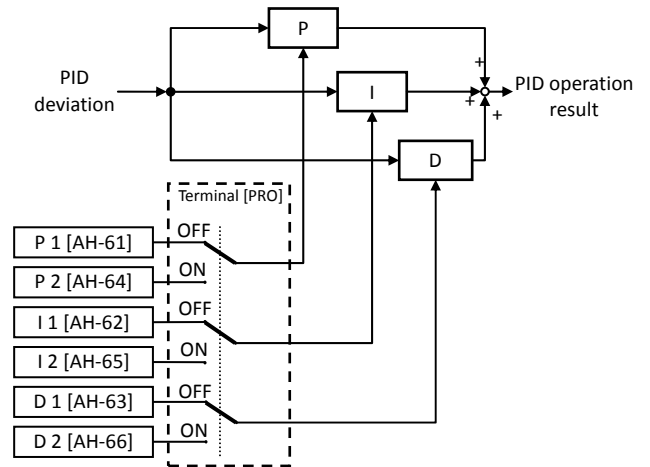 P
+
PID
deviation
I
+
PID operation
result
+
D
Terminal [PRO]
P 1 [AH-61]
OFF
P 2 [AH-64]
ON
I 1 [AH-62]
OFF
I 2 [AH-65]
ON
D 1 [AH-63]
OFF
D 2 [AH-66]
ON